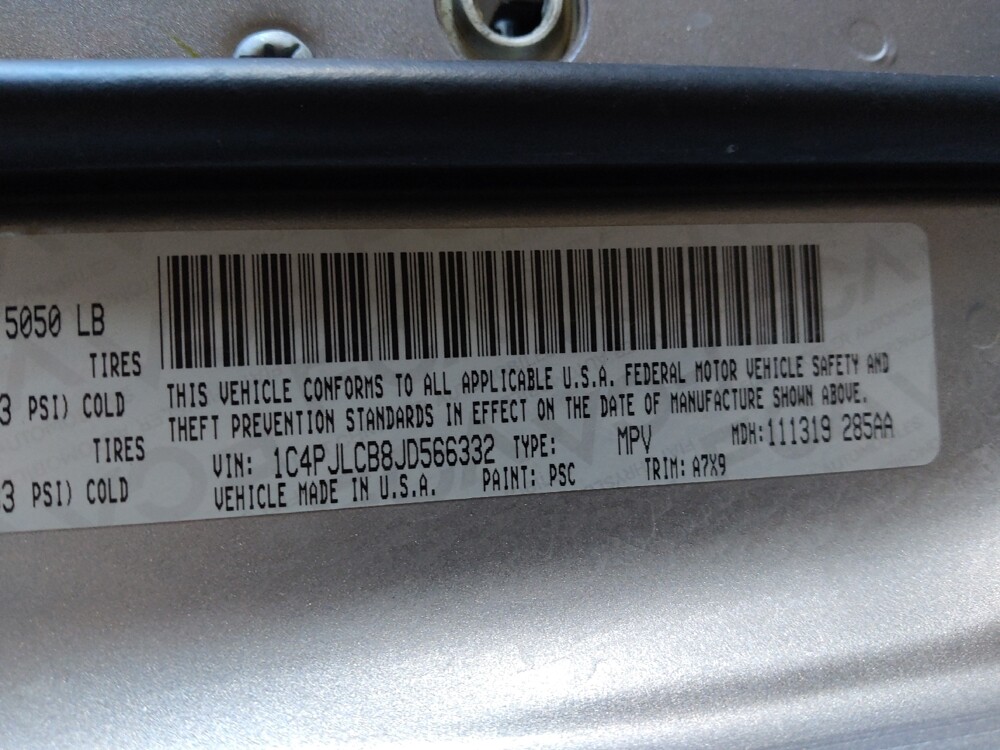 5050 LB
TIRES
3 PSI) COLD
TIRES
3 PSI) COLD
THIS VEHICLE CONFORMS TO ALL APPLICABLE U.S.A. FEDERAL MOTOR VEHICLE SAFETY AND
THEFT PREVENTION STANDARDS IN EFFECT ON THE DATE OF MANUFACTURE SHOWN ABOVE.
VIN: 1C4PJLCB8JD566332 TYPE: MPV MDH:111319 285AA
VEHICLE MADE IN U.S.A. PAINT: PSC TRIM: A7X9